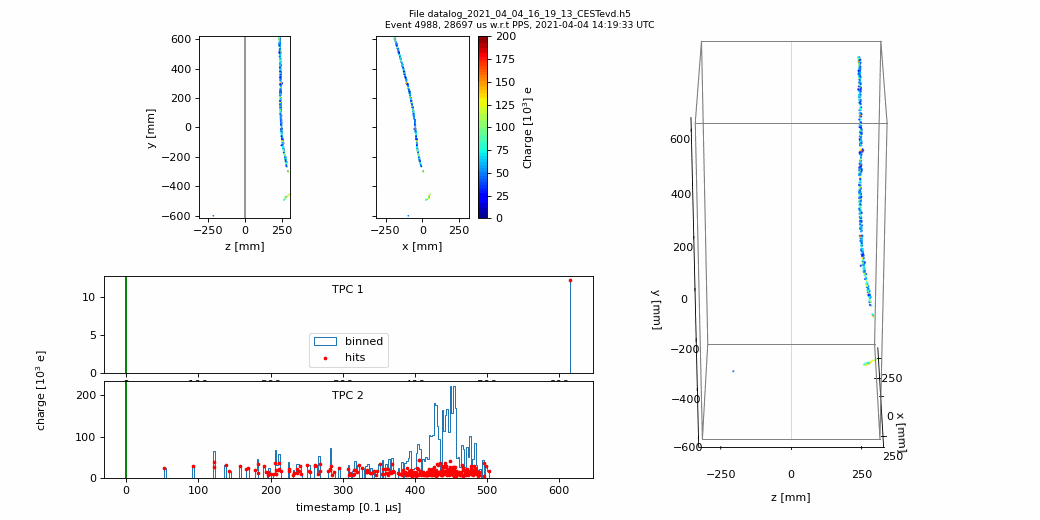 File datalog_2021_04_04_16_19_13_CESTevd.h5
Event 4988, 28697 us w.r.t PPS, 2021-04-04 14:19:33 UTC
600
400
200
0
−200
−400
−600
y [mm]
−250 0 250
z [mm]
−250 0 250
x [mm]
200
175
150
125
100
75
50
25
0
Charge [10³] e
TPC 1
10
5
0
binned
hits
TPC 2
200
100
0
charge [10³ e]
0 100 200 300 400 500 600
timestamp [0.1 μs]
600
400
200
0
−200
−400
−600
y [mm]
−250 0 250
z [mm]
−250
0
250
x [mm]